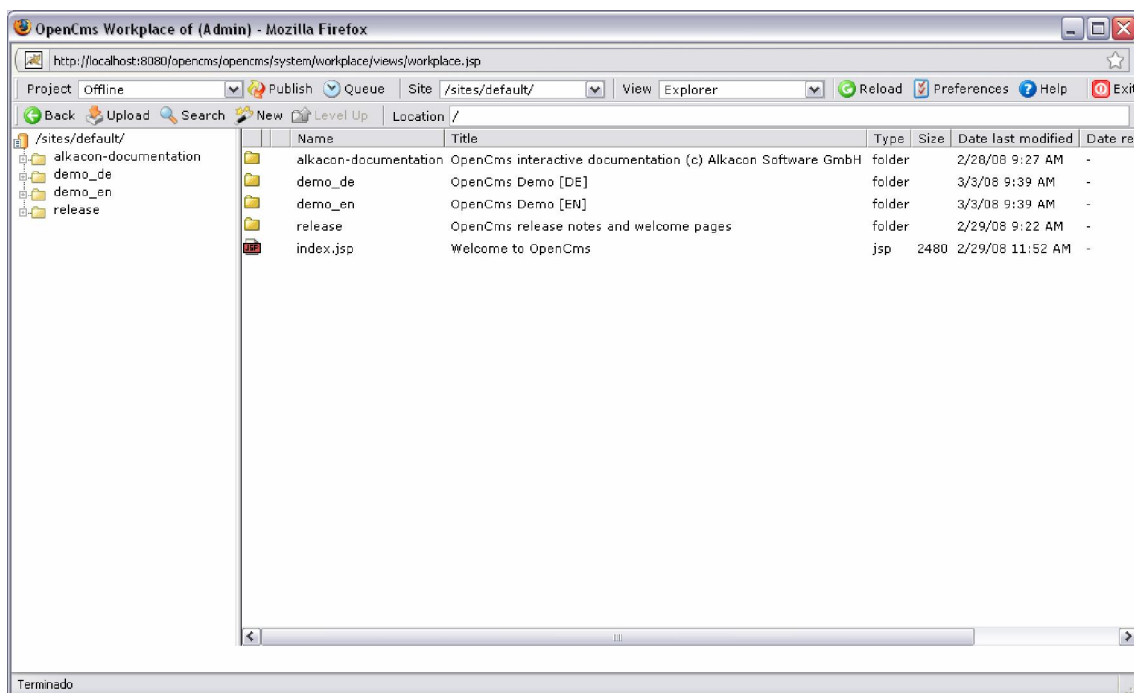 OpenCms Workplace of (Admin) - Mozilla Firefox
http://localhost:8080/opencms/opencms/system/workplace/views/workplace.jsp
Project Offline Publish Queue Site /sites/default/ View Explorer Reload Preferences Help Exit
Back Upload Search New Level Up Location /
/sites/default/
alkacon-documentation
demo_de
demo_en
release
Name Title Type Size Date last modified Date re
alkacon-documentation OpenCms interactive documentation (c) Alkacon Software GmbH folder 2/28/08 9:27 AM -
demo_de OpenCms Demo [DE] folder 3/3/08 9:39 AM -
demo_en OpenCms Demo [EN] folder 3/3/08 9:39 AM -
release OpenCms release notes and welcome pages folder 2/29/08 9:22 AM -
JSP index.jsp Welcome to OpenCms jsp 2480 2/29/08 11:52 AM -
Terminado